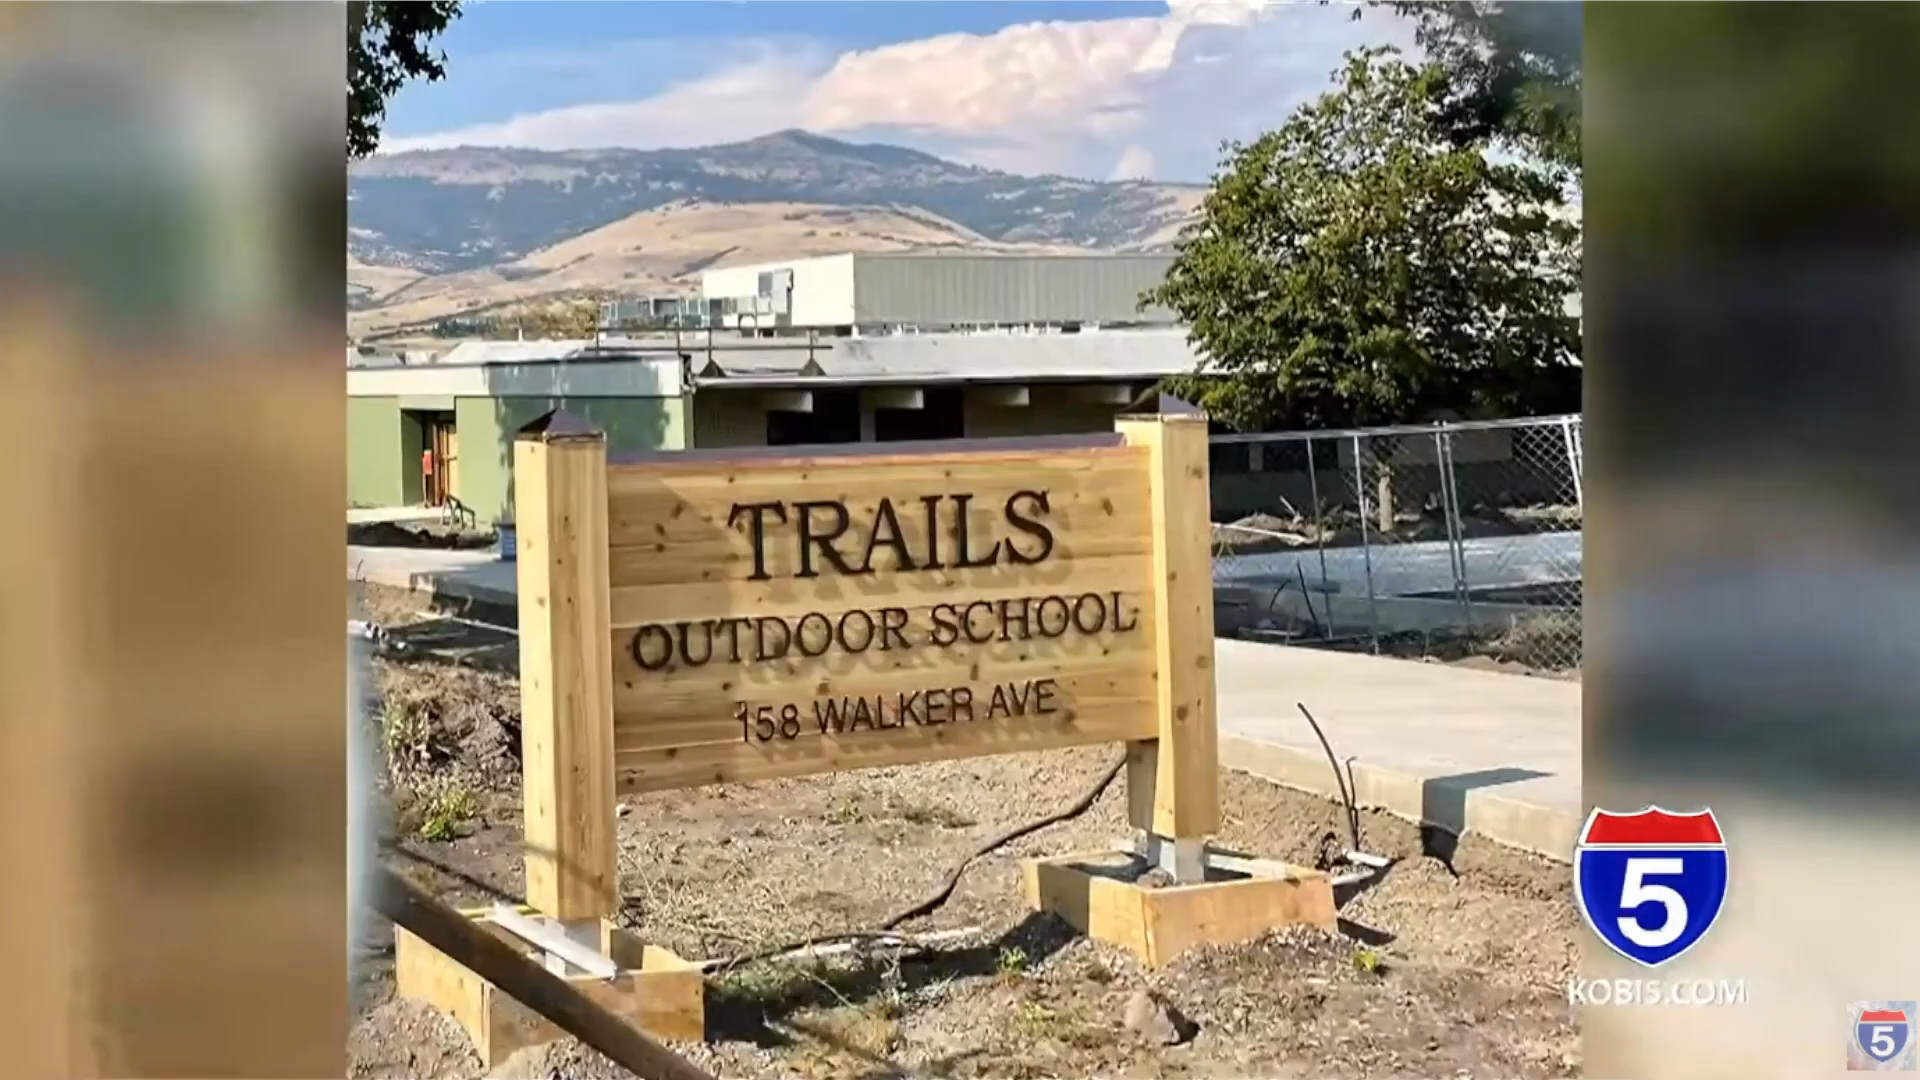 TRAILS
OUTDOOR SCHOOL
158 WALKER AVE
5
KOBI5.COM
5